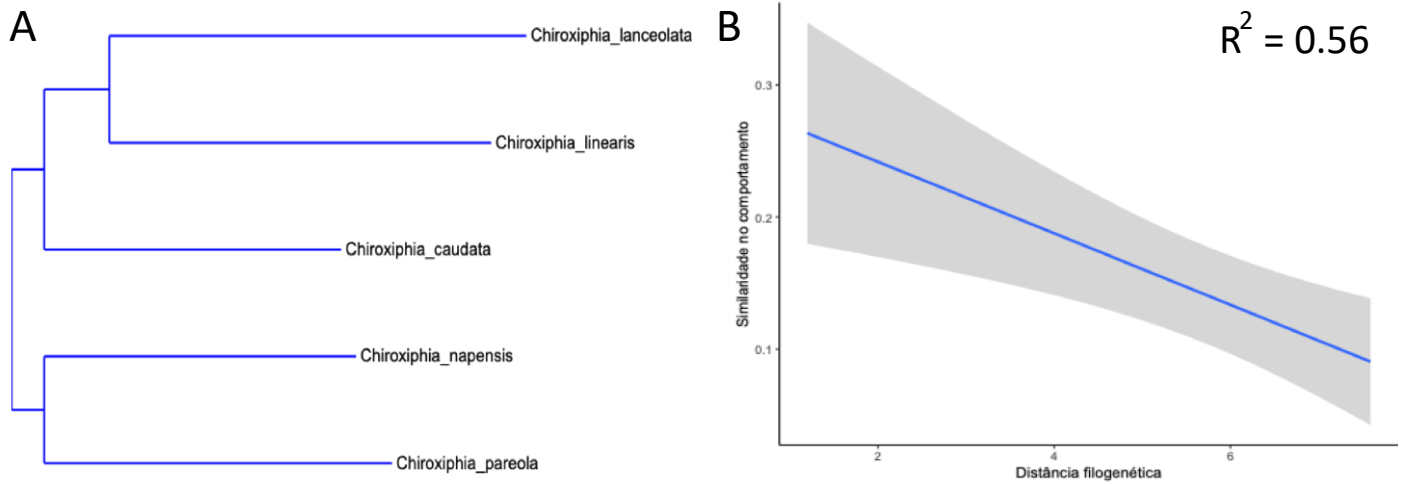 A
Chiroxiphia_lanceolata
Chiroxiphia_linearis
Chiroxiphia_caudata
Chiroxiphia_napensis
Chiroxiphia_pareola
B
R² = 0.56
Similaridade no comportamento
0.3
0.2
0.1
2 4 6
Distância filogenética